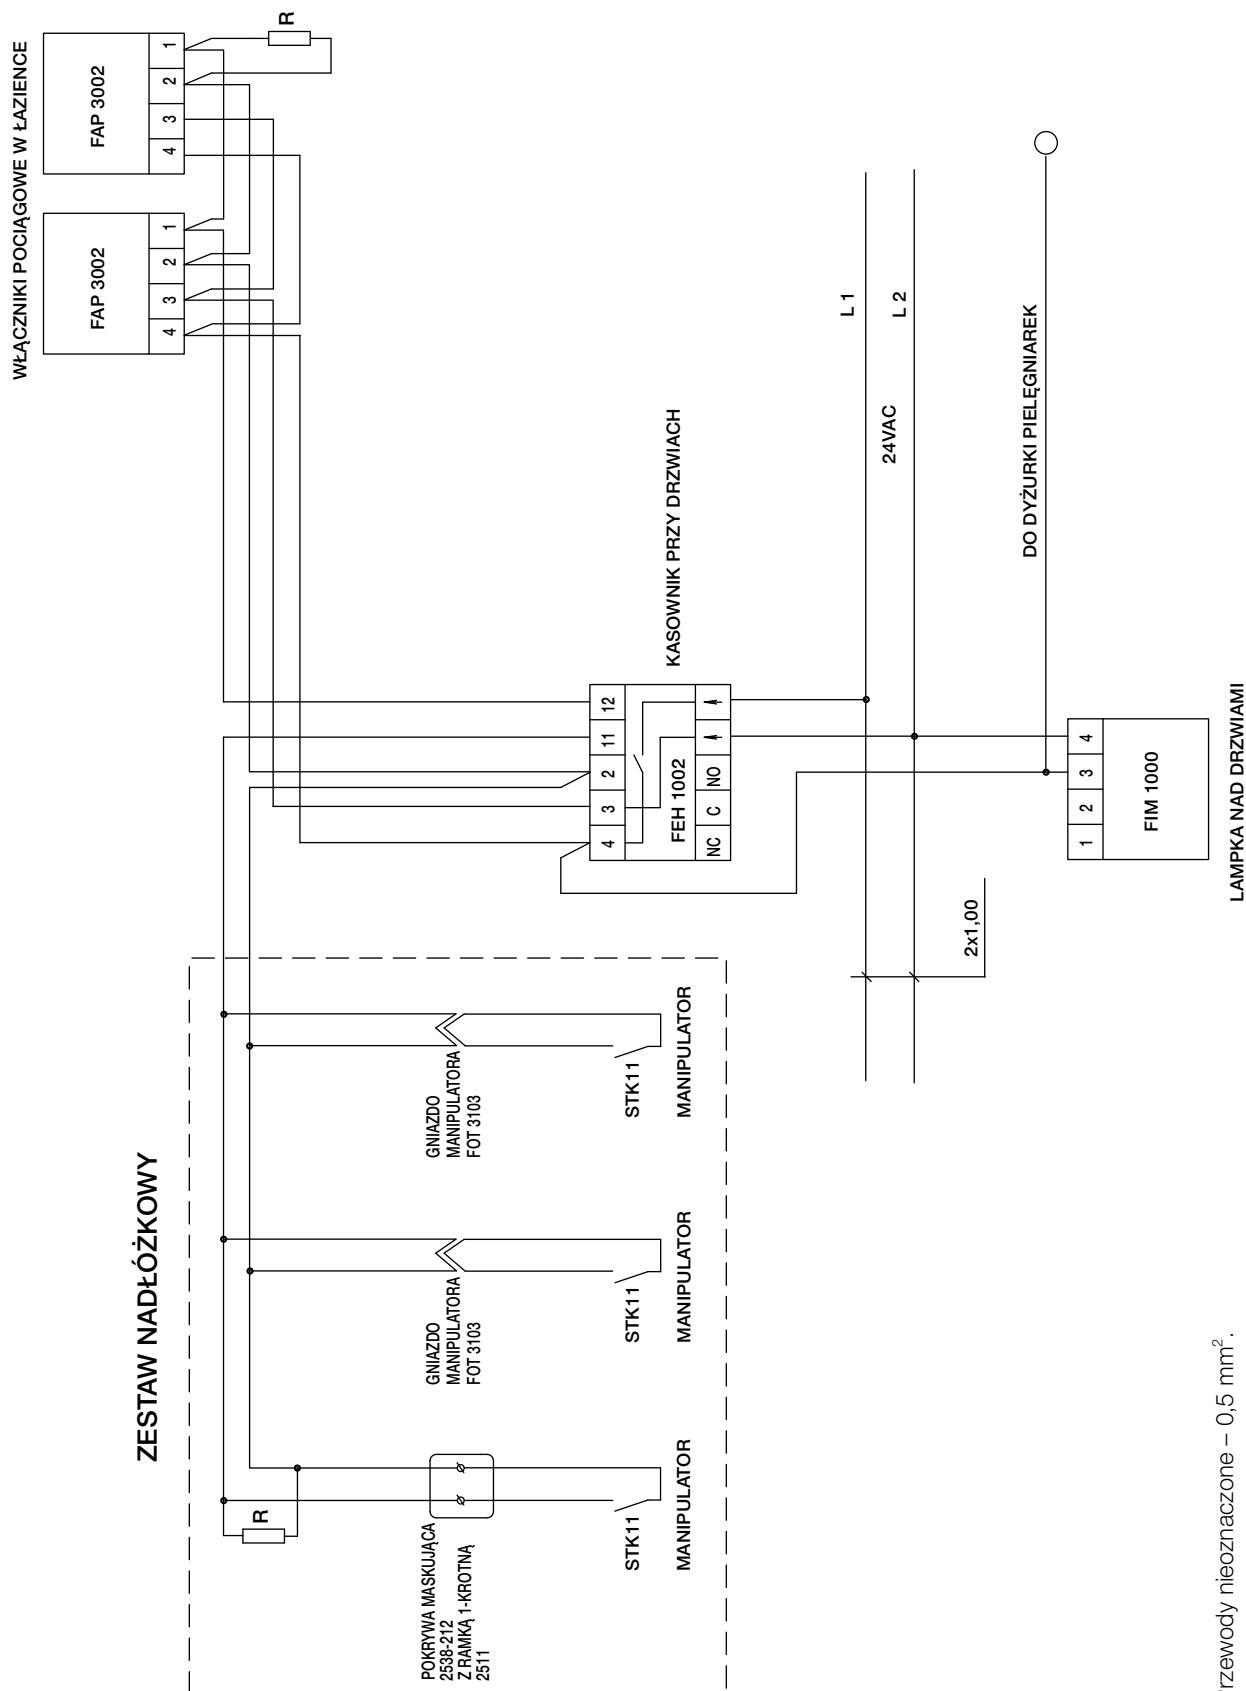 WŁĄCZNIKI POCIĄGOWE W ŁAZIENCE
FAP 3002
4
3
2
1
FAP 3002
4
3
2
1
R
ZESTAW NADŁÓŻKOWY
R
POKRYWA MASKUJĄCA
2538-212
Z RAMKĄ 1-KROTNĄ
2511
STK11
MANIPULATOR
GNIAZDO
MANIPULATORA
FOT 3103
STK11
MANIPULATOR
GNIAZDO
MANIPULATORA
FOT 3103
STK11
MANIPULATOR
4
3
2
11
12
FEH 1002
NC
C
NO
KASOWNIK PRZY DRZWIACH
L 1
24VAC
L 2
2x1,00
DO DYŻURKI PIELĘGNIAREK
1
2
3
4
FIM 1000
LAMPKA NAD DRZWIAMI
rzewody nieoznaczone – 0,5 mm².